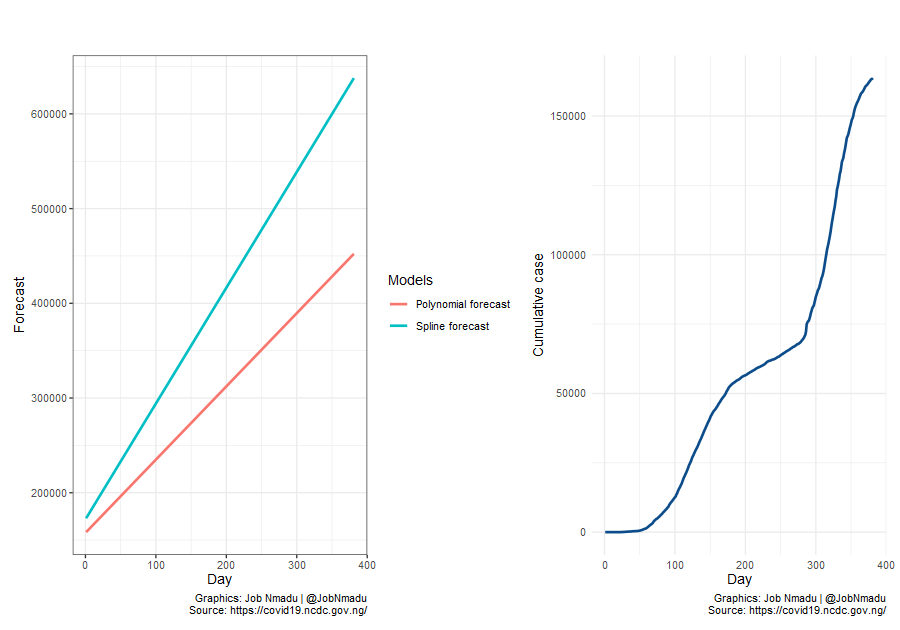 600000
500000
400000
300000
200000
Forecast
0
100
200
300
400
Day
Graphics: Job Nmadu | @JobNmadu
Source: https://covid19.ncdc.gov.ng/
Models
Polynomial forecast
Spline forecast
150000
100000
50000
0
Cumulative case
0
100
200
300
400
Day
Graphics: Job Nmadu | @JobNmadu
Source: https://covid19.ncdc.gov.ng/